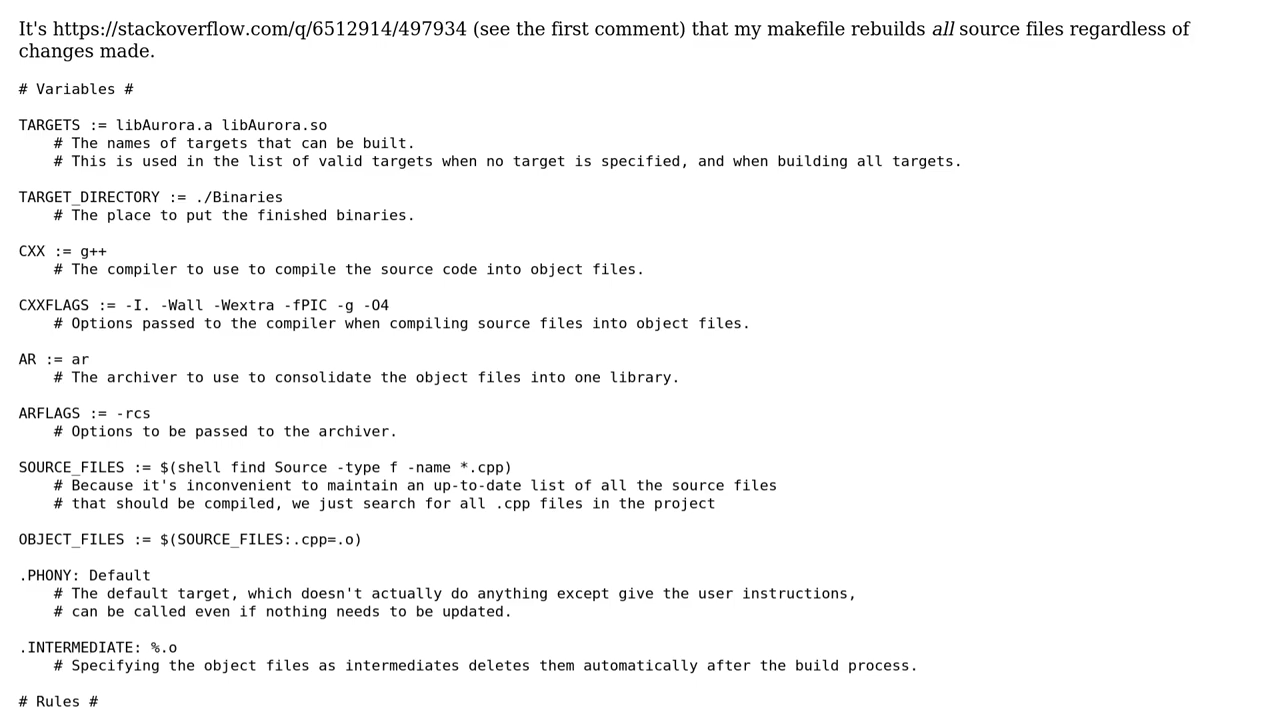 It's https://stackoverflow.com/q/6512914/497934 (see the first comment) that my makefile rebuilds all source files regardless of
changes made.
# Variables #
TARGETS := libAurora.a libAurora.so
# The names of targets that can be built.
# This is used in the list of valid targets when no target is specified, and when building all targets.
TARGET_DIRECTORY := ./Binaries
# The place to put the finished binaries.
CXX := g++
# The compiler to use to compile the source code into object files.
CXXFLAGS := -I. -Wall -Wextra -fPIC -g -O4
# Options passed to the compiler when compiling source files into object files.
AR := ar
# The archiver to use to consolidate the object files into one library.
ARFLAGS := -rcs
# Options to be passed to the archiver.
SOURCE_FILES := $(shell find Source -type f -name *.cpp)
# Because it's inconvenient to maintain an up-to-date list of all the source files
# that should be compiled, we just search for all .cpp files in the project
OBJECT_FILES := $(SOURCE_FILES:.cpp=.o)
.PHONY: Default
# The default target, which doesn't actually do anything except give the user instructions,
# can be called even if nothing needs to be updated.
.INTERMEDIATE: %.o
# Specifying the object files as intermediates deletes them automatically after the build process.
# Rules #